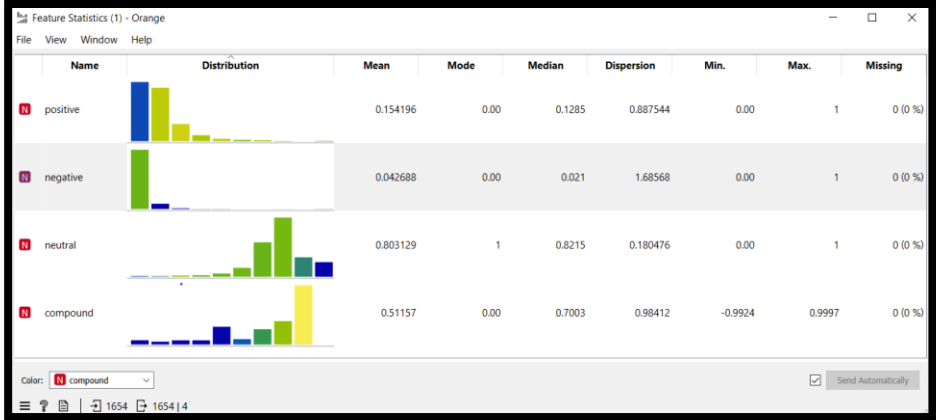 Feature Statistics (1) - Orange
File View Window Help
Name Distribution Mean Mode Median Dispersion Min. Max. Missing
N positive 0.154196 0.00 0.1285 0.887544 0.00 1 0 (0 %)
N negative 0.042688 0.00 0.021 1.68568 0.00 1 0 (0 %)
N neutral 0.803129 1 0.8215 0.180476 0.00 1 0 (0 %)
N compound 0.51157 0.00 0.7003 0.98412 -0.9924 0.9997 0 (0 %)
Color: N compound Send Automatically
? 1654 1654 | 4